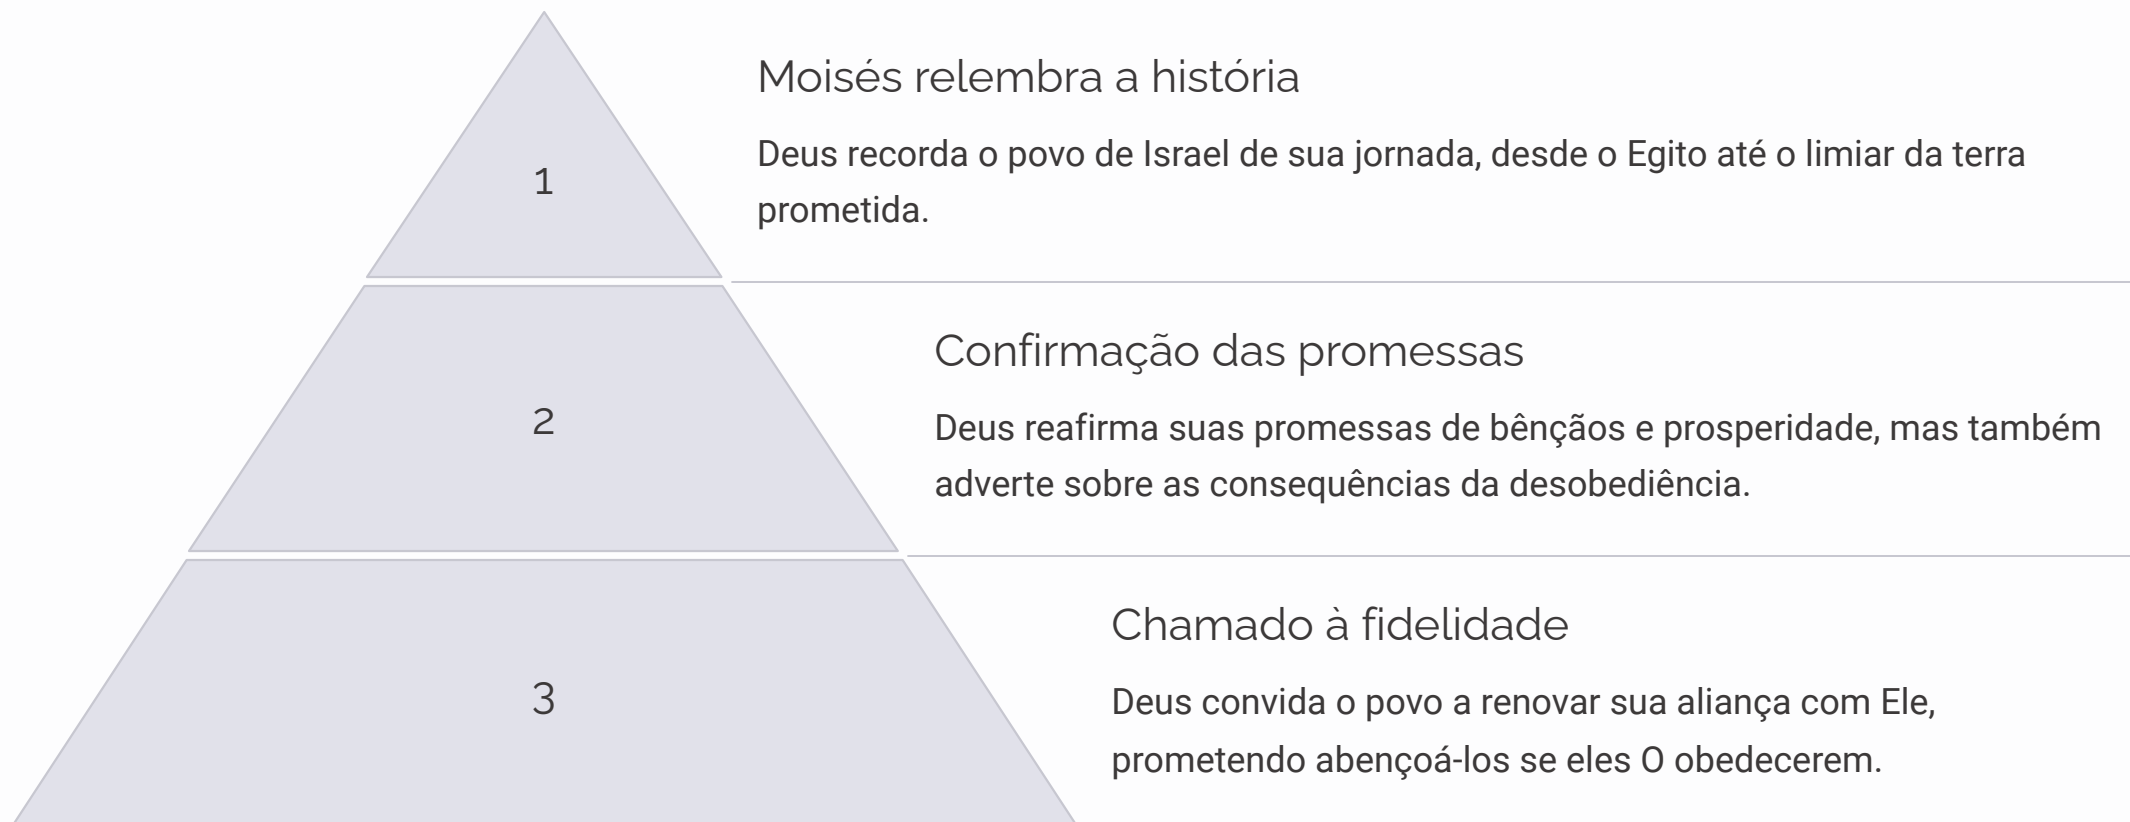 Moisés relembra a história
Deus recorda o povo de Israel de sua jornada, desde o Egito até o limiar da terra
prometida.
1
Confirmação das promessas
Deus reafirma suas promessas de bênçãos e prosperidade, mas também
adverte sobre as consequências da desobediência.
2
Chamado à fidelidade
Deus convida o povo a renovar sua aliança com Ele,
prometendo abençoá-los se eles O obedecerem.
3